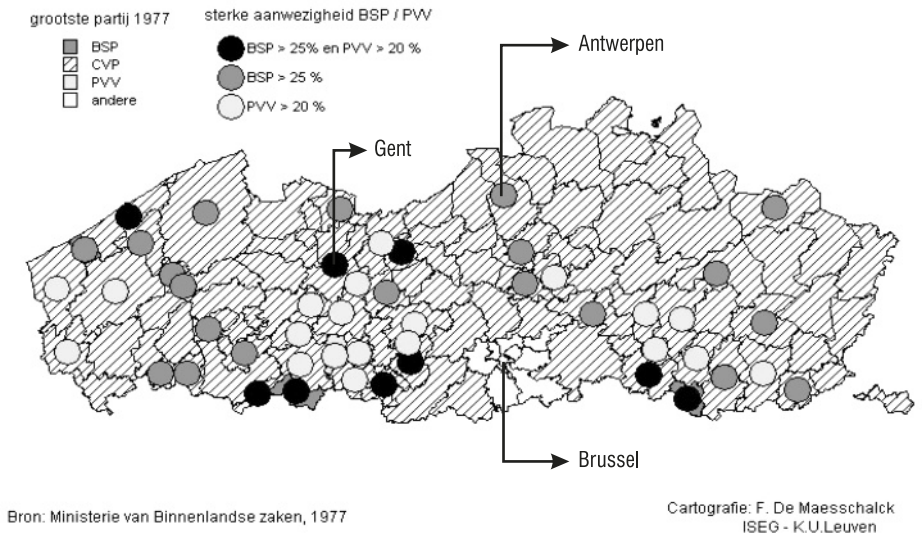 grootste partij 1977
BSP
CVP
PVV
andere
sterke aanwezigheid BSP / PVV
BSP > 25% en PVV > 20 %
BSP > 25 %
PVV > 20 %
Antwerpen
Gent
Brussel
Bron: Ministerie van Binnenlandse zaken, 1977
Cartografie: F. De Maesschalck
ISEG - K.U.Leuven